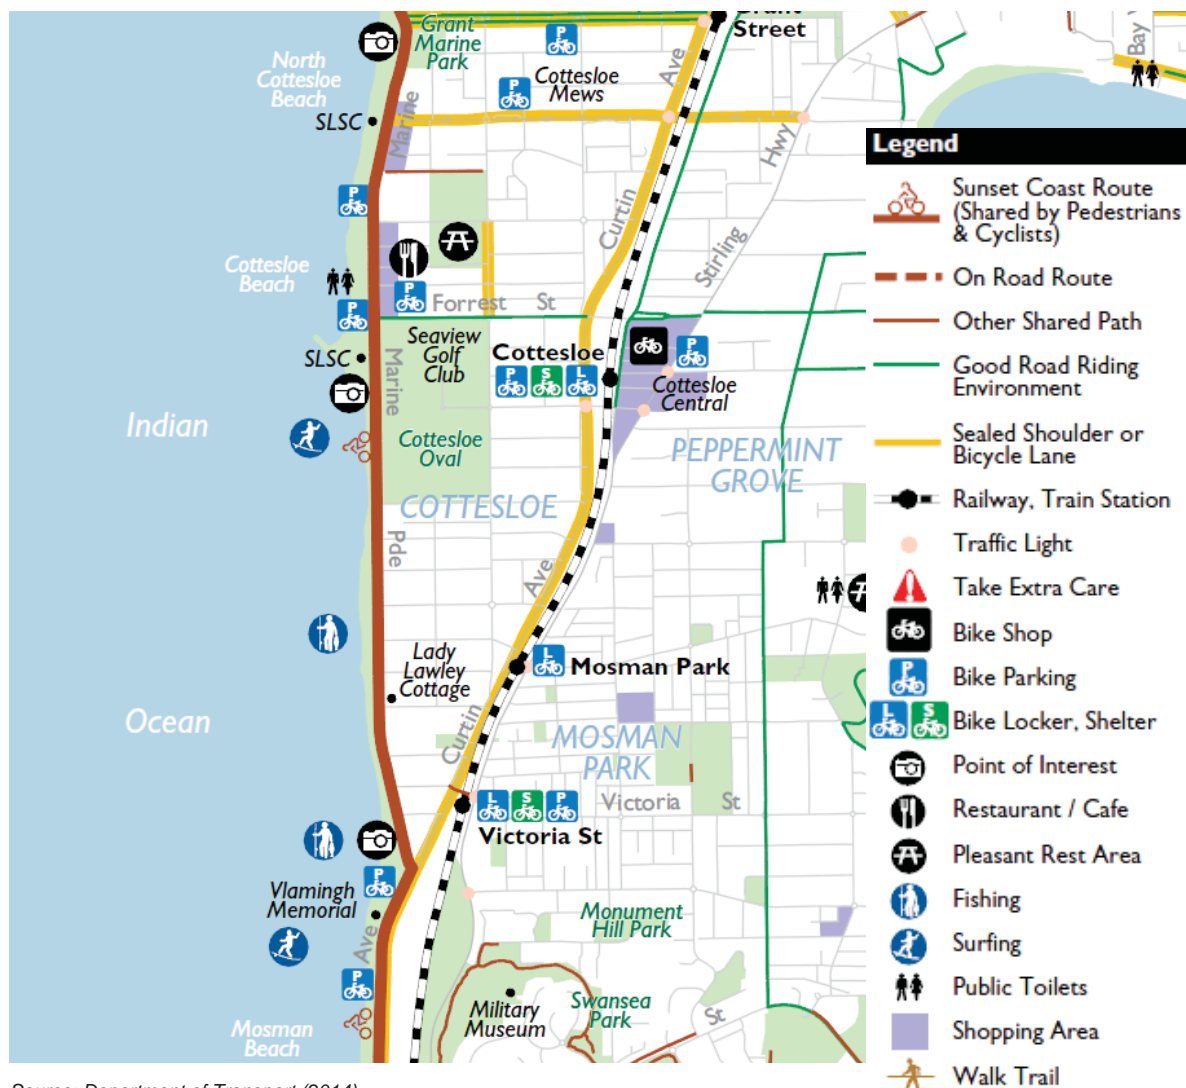 Grant
Street
Grant
Marine
Park
Ave
Bay
North
Cottesloe
Beach
Cottesloe
Mews
SLSC
Marine
Hwy
Curtin
Stirling
Cottesloe
Beach
Forrest St
Seaview
Golf
Club
SLSC
Marine
Cottesloe
Cottesloe
Central
Indian
Cottesloe
Oval
PEPPERMINT
GROVE
COTTESLOE
Pde
Ave
Lady
Lawley
Cottage
Mosman Park
Ocean
Curtin
MOSMAN
PARK
Victoria St
Victoria St
Vlamingh
Memorial
Ave
Monument
Hill Park
Military
Museum
Swansea
Park
St
Mosman
Beach
P
P
P
P
P
P
P S L
L
L S P
P
P
Legend
Sunset Coast Route
(Shared by Pedestrians
& Cyclists)
On Road Route
Other Shared Path
Good Road Riding
Environment
Sealed Shoulder or
Bicycle Lane
Railway, Train Station
Traffic Light
Take Extra Care
Bike Shop
P
Bike Parking
L S
Bike Locker, Shelter
Point of Interest
Restaurant / Cafe
Pleasant Rest Area
Fishing
Surfing
Public Toilets
Shopping Area
Walk Trail
Source: Department of Transport (2014)